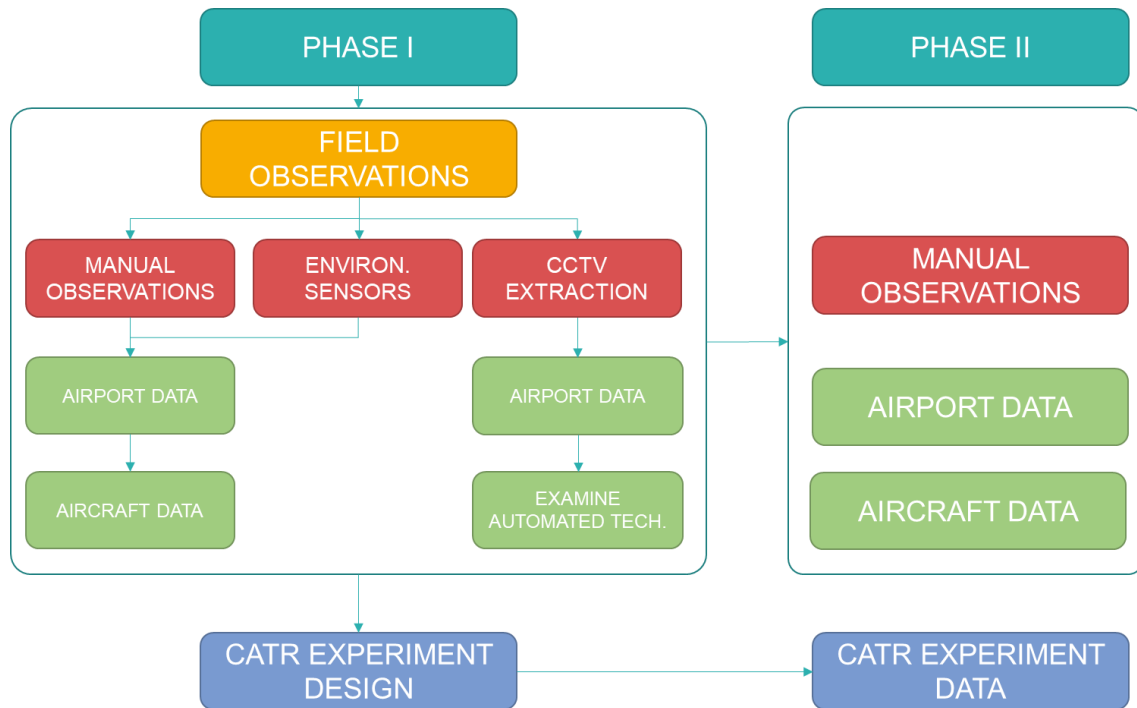 PHASE I
PHASE II
FIELD
OBSERVATIONS
MANUAL
OBSERVATIONS
ENVIRON.
SENSORS
CCTV
EXTRACTION
MANUAL
OBSERVATIONS
AIRPORT DATA
AIRPORT DATA
AIRPORT DATA
AIRCRAFT DATA
EXAMINE
AUTOMATED TECH.
AIRCRAFT DATA
CATR EXPERIMENT
DESIGN
CATR EXPERIMENT
DATA